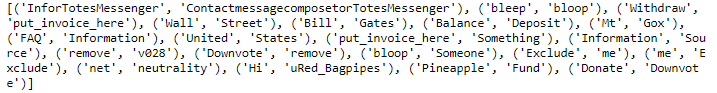 [('InforTotesMessenger', 'ContactmessagecomposetorTotesMessenger'), ('bleep', 'bloop'), ('Withdraw',
'put_invoice_here'), ('Wall', 'Street'), ('Bill', 'Gates'), ('Balance', 'Deposit'), ('Mt', 'Gox'),
('FAQ', 'Information'), ('United', 'States'), ('put_invoice_here', 'Something'), ('Information', 'Sou
rce'), ('remove', 'v028'), ('Downvote', 'remove'), ('bloop', 'Someone'), ('Exclude', 'me'), ('me', 'E
xclude'), ('net', 'neutrality'), ('Hi', 'uRed_Bagpipes'), ('Pineapple', 'Fund'), ('Donate', 'Downvot
e')]